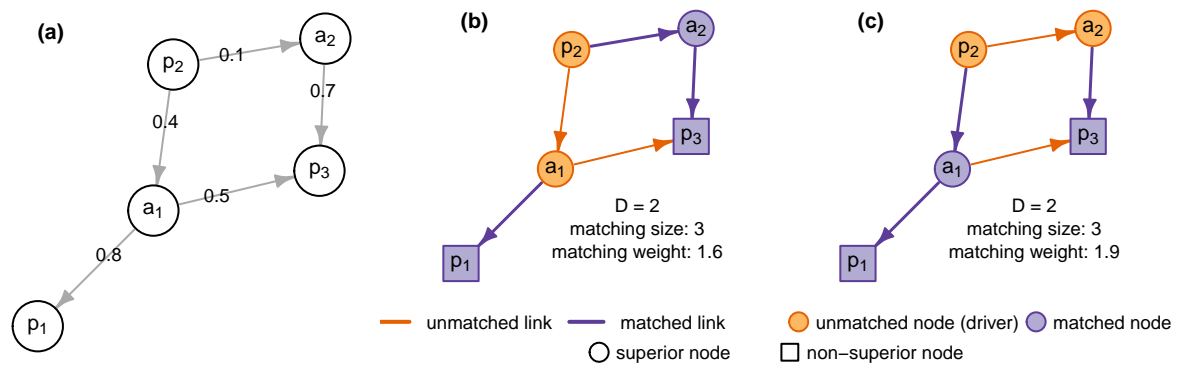 (a)
p2
0.1
a2
0.4
0.7
a1
0.5
p3
0.8
p1
(b)
p2
a2
p3
a1
p1
D = 2
matching size: 3
matching weight: 1.6
(c)
p2
a2
p3
a1
p1
D = 2
matching size: 3
matching weight: 1.9
unmatched link
matched link
unmatched node (driver)
matched node
superior node
non−superior node